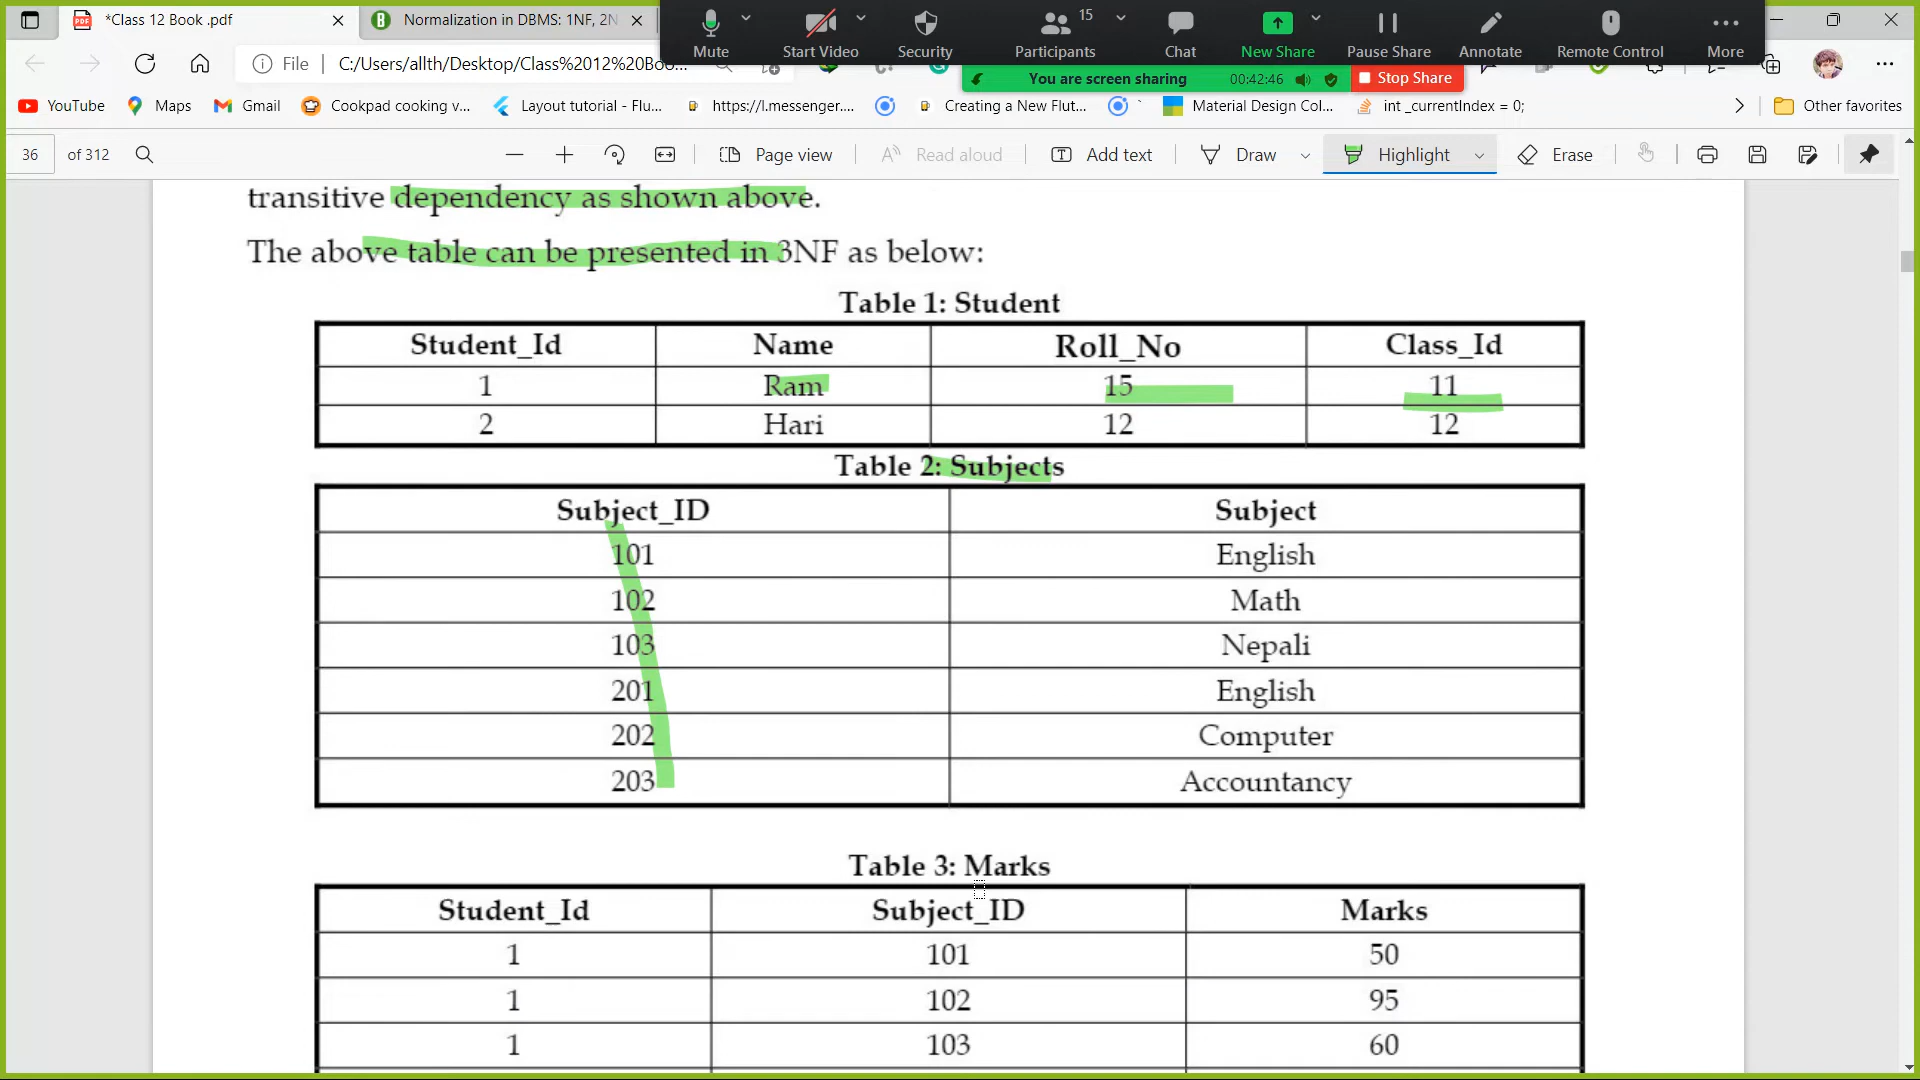 *Class 12 Book .pdf
Normalization in DBMS: 1NF, 2N
Mute
Start Video
Security
Participants
15
Chat
New Share
Pause Share
Annotate
Remote Control
More
File
C:/Users/allth/Desktop/Class%2012%20Boo...
You are screen sharing
00:42:46
Stop Share
YouTube
Maps
Gmail
Cookpad cooking v...
Layout tutorial - Flu...
https://l.messenger....
Creating a New Flut...
Material Design Col...
int _currentIndex = 0;
Other favorites
36
of 312
Page view
Read aloud
Add text
Draw
Highlight
Erase
transitive dependency as shown above.
The above table can be presented in 3NF as below:
Table 1: Student
Student_Id Name Roll_No Class_Id
1 Ram 15 11
2 Hari 12 12
Table 2: Subjects
Subject_ID Subject
101 English
102 Math
103 Nepali
201 English
202 Computer
203 Accountancy
Table 3: Marks
Student_Id Subject_ID Marks
1 101 50
1 102 95
1 103 60